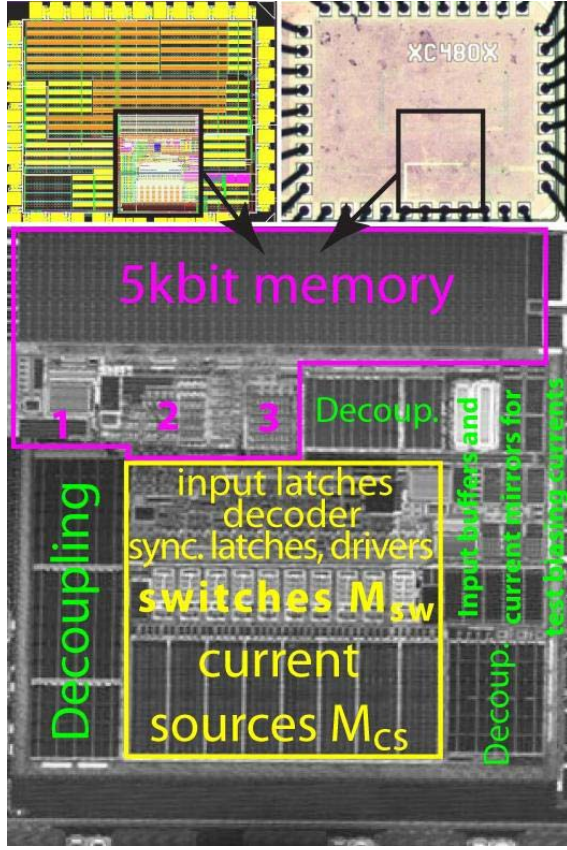 XC480X
5kbit memory
1
2
3
Decoup.
Input buffers and
current mirrors for
test biasing currents
Decoupling
input latches
decoder
sync. latches, drivers
switches Msw
current
sources Mcs
Decoup.